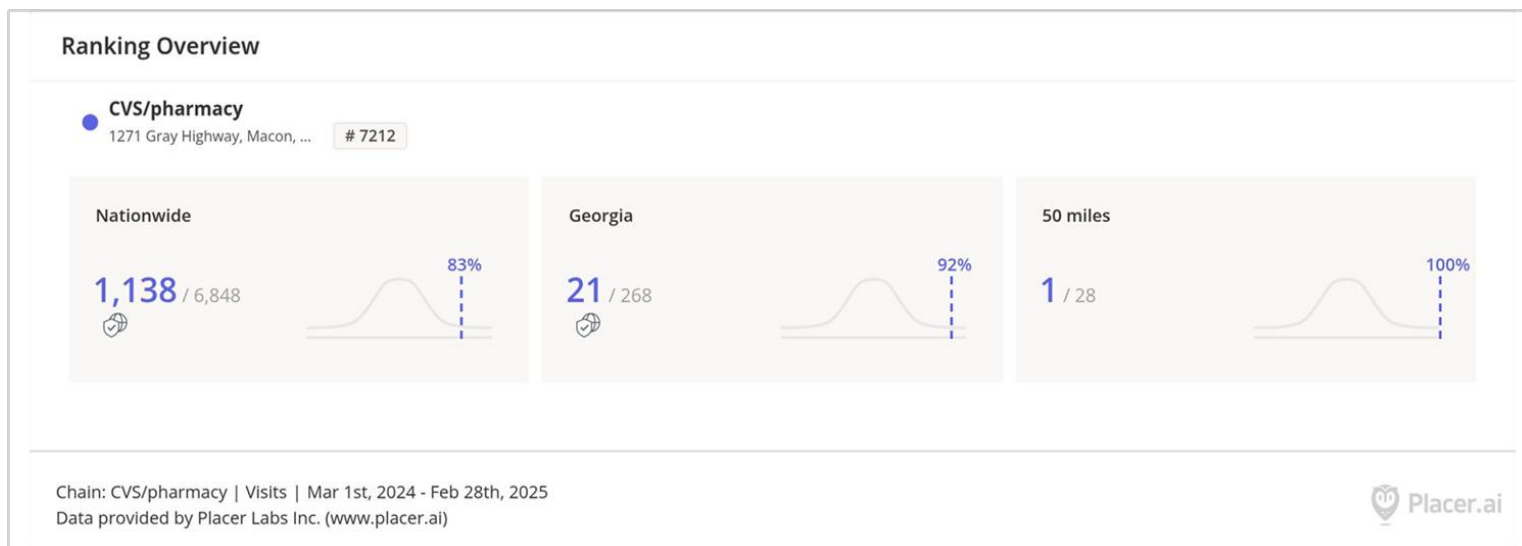 Ranking Overview
CVS/pharmacy
1271 Gray Highway, Macon, ...
# 7212
Nationwide
1,138 / 6,848
83%
Georgia
21 / 268
92%
50 miles
1 / 28
100%
Chain: CVS/pharmacy | Visits | Mar 1st, 2024 - Feb 28th, 2025
Data provided by Placer Labs Inc. (www.placer.ai)
Placer.ai